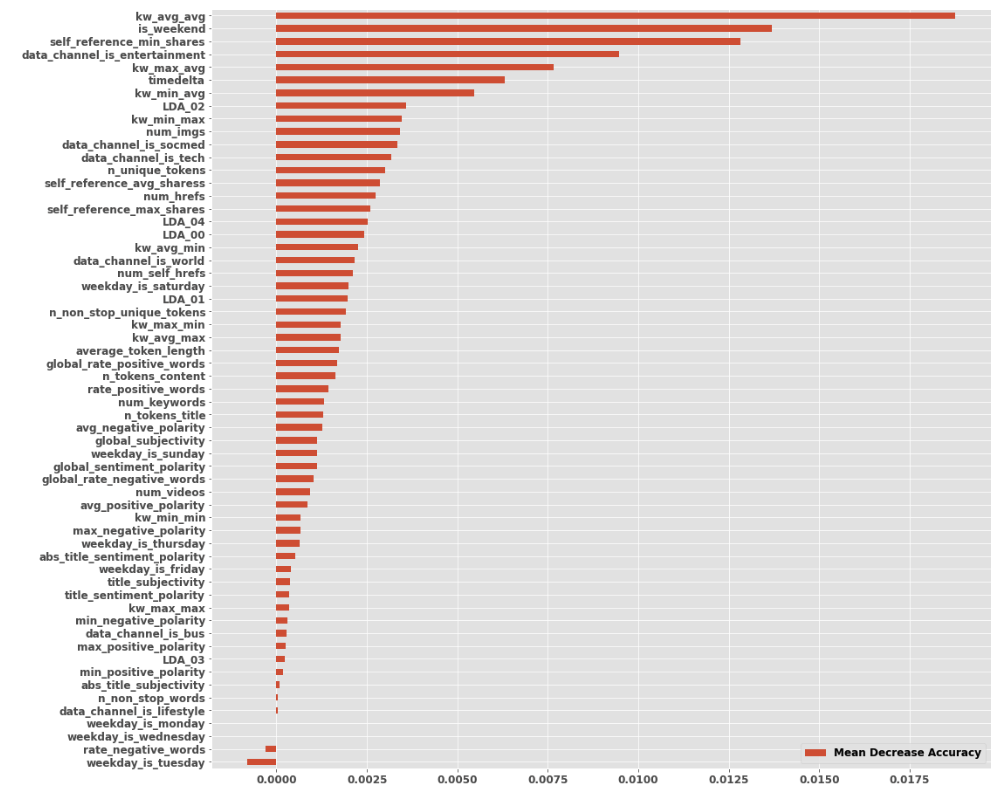 kw_avg_avg
is_weekend
self_reference_min_shares
data_channel_is_entertainment
kw_max_avg
timedelta
kw_min_avg
LDA_02
kw_min_max
num_imgs
data_channel_is_socmed
data_channel_is_tech
n_unique_tokens
self_reference_avg_sharess
num_hrefs
self_reference_max_shares
LDA_04
LDA_00
kw_avg_min
data_channel_is_world
num_self_hrefs
weekday_is_saturday
LDA_01
n_non_stop_unique_tokens
kw_max_min
kw_avg_max
average_token_length
global_rate_positive_words
n_tokens_content
rate_positive_words
num_keywords
n_tokens_title
avg_negative_polarity
global_subjectivity
weekday_is_sunday
global_sentiment_polarity
global_rate_negative_words
num_videos
avg_positive_polarity
kw_min_min
max_negative_polarity
weekday_is_thursday
abs_title_sentiment_polarity
weekday_is_friday
title_subjectivity
title_sentiment_polarity
kw_max_max
min_negative_polarity
data_channel_is_bus
max_positive_polarity
LDA_03
min_positive_polarity
abs_title_subjectivity
n_non_stop_words
data_channel_is_lifestyle
weekday_is_monday
weekday_is_wednesday
rate_negative_words
weekday_is_tuesday
Mean Decrease Accuracy
0.0000 0.0025 0.0050 0.0075 0.0100 0.0125 0.0150 0.0175